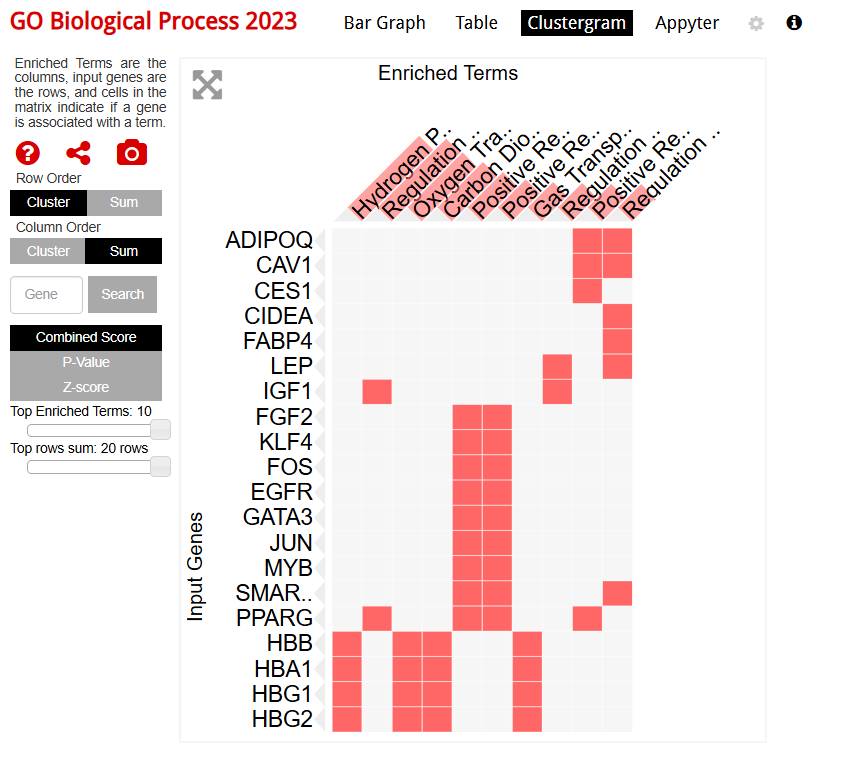 GO Biological Process 2023
Bar Graph Table Clustergram Appyter
Enriched Terms are the
columns, input genes are
the rows, and cells in the
matrix indicate if a gene
is associated with a term.
Row Order
Cluster Sum
Column Order
Cluster Sum
Gene Search
Combined Score
P-Value
Z-score
Top Enriched Terms: 10
Top rows sum: 20 rows
Enriched Terms
Hydrogen P..
Regulation ..
Oxygen Tra..
Carbon Dio..
Positive Re..
Positive Re..
Gas Transp..
Regulation ..
Positive Re..
Regulation ..
Input Genes
ADIPOQ
CAV1
CES1
CIDEA
FABP4
LEP
IGF1
FGF2
KLF4
FOS
EGFR
GATA3
JUN
MYB
SMAR..
PPARG
HBB
HBA1
HBG1
HBG2